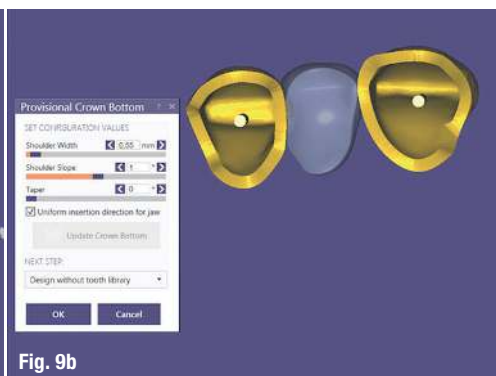 Provisional Crown Bottom ? ×
SET CONFIGURATION VALUES
Shoulder Width 0,55 mm
Shoulder Slope 1 °
Taper 0 °
Uniform insertion direction for jaw
Update Crown Bottom
NEXT STEP:
Design without tooth library
OK Cancel
Fig. 9b